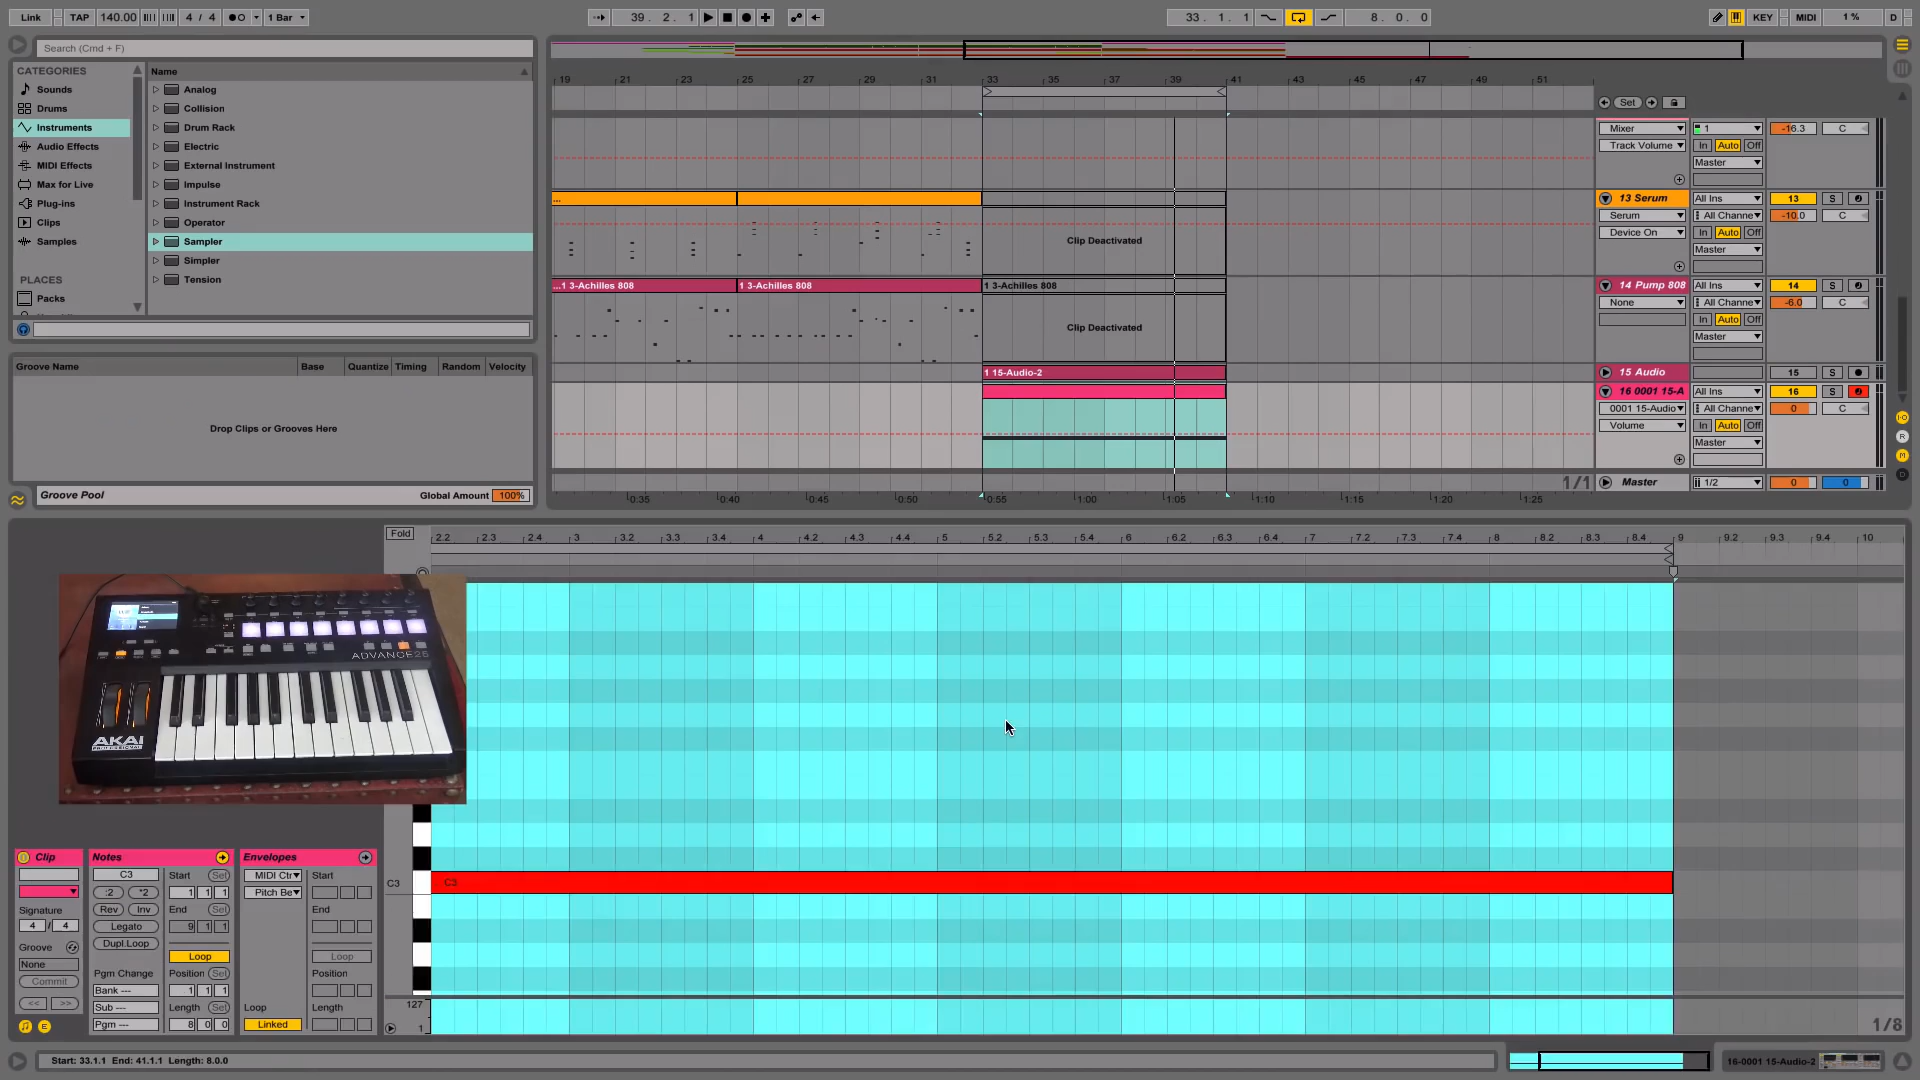 Link TAP 140.00 4 / 4 1 Bar 39. 2. 1 33. 1. 1 8. 0. 0 KEY MIDI 1 % D
Search (Cmd + F)
CATEGORIES
Sounds
Drums
Instruments
Audio Effects
MIDI Effects
Max for Live
Plug-ins
Clips
Samples
PLACES
Packs
Name
Analog
Collision
Drum Rack
Electric
External Instrument
Impulse
Instrument Rack
Operator
Sampler
Simpler
Tension
Groove Name Base Quantize Timing Random Velocity
Drop Clips or Grooves Here
Groove Pool Global Amount 100%
19 21 23 25 27 29 31 33 35 37 39 41 43 45 47 49 51
Set
Mixer 1 -16.3 C
Track Volume In Auto Off
Master
... 13 Serum All Ins 13 S
Serum All Channe -10.0 C
Clip Deactivated
Device On In Auto Off
Master
...1 3-Achilles 808 1 3-Achilles 808 1 3-Achilles 808 14 Pump 808 All Ins 14 S
None All Channe -6.0 C
Clip Deactivated
In Auto Off
Master
1 15-Audio-2 15 Audio 15 S
16 0001 15-A All Ins 16 S
0001 15-Audio All Channe 0 C
Volume In Auto Off
Master
1/1 Master 1/2 0 0
0:35 0:40 0:45 0:50 0:55 1:00 1:05 1:10 1:15 1:20 1:25
Fold 2.2 2.3 2.4 3 3.2 3.3 3.4 4 4.2 4.3 4.4 5 5.2 5.3 5.4 6 6.2 6.3 6.4 7 7.2 7.3 7.4 8 8.2 8.3 8.4 9 9.2 9.3 9.4 10
ADVANCE25
AKAI
PROFESSIONAL
C3 C3
127
1
1/8
Clip
Signature
4 / 4
Groove
None
Commit
<< >>
Notes
C3
:2 *2
Rev Inv
Legato
Dupl.Loop
Pgm Change
Bank ---
Sub ---
Pgm ---
Start Set
1 1 1
End Set
9 1 1
Loop
Position Set
1 1 1
Length Set
8 0 0
Envelopes
MIDI Ctr
Pitch Be
Loop
Linked
Start
End
Loop
Position
Length
Start: 33.1.1 End: 41.1.1 Length: 8.0.0
16-0001 15-Audio-2